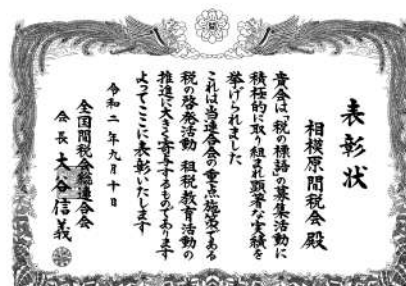 表彰状
相模原間税会殿
貴会は「税の標語」の募集活動に
積極的に取り組まれ顕著な実績を
挙げられました
これは当連合会の重点施策である
税の啓発活動 租税教育活動の
推進に大きく寄与するものであります
よってここに表彰いたします
令和二年九月十日
全国間税会総連合会
会長 大谷信義